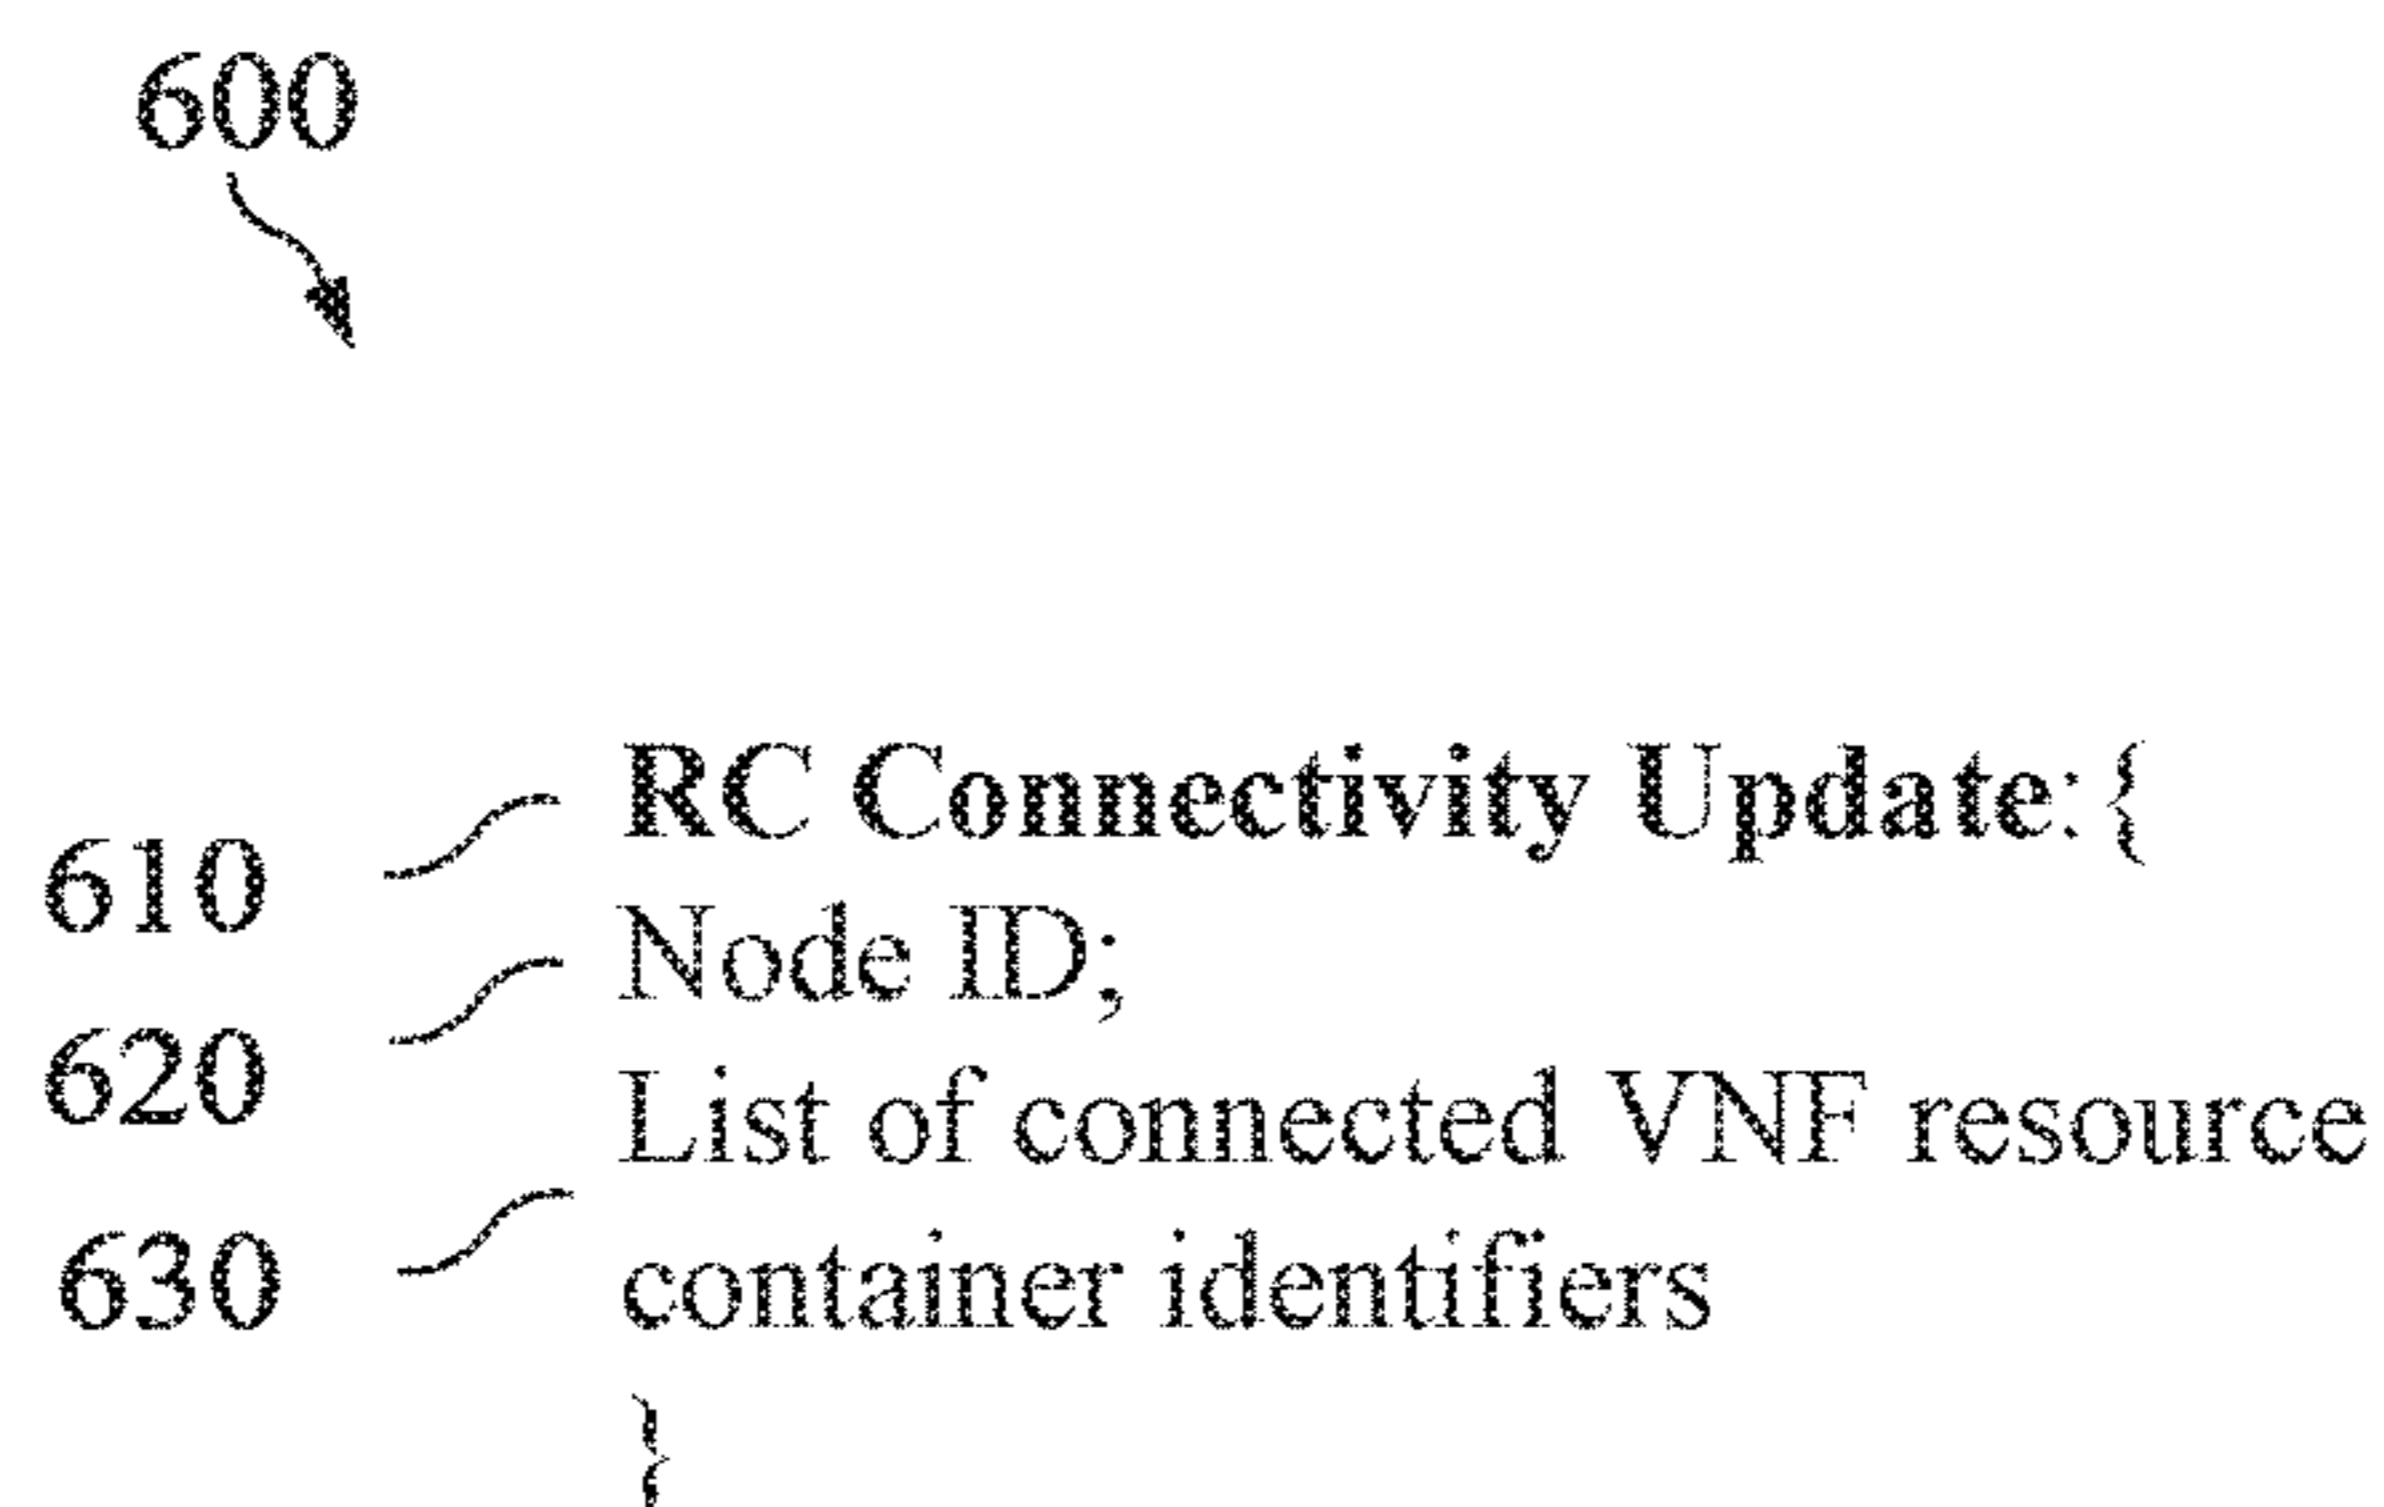 600
610 RC Connectivity Update:{
620 Node ID;
630 List of connected VNF resource
container identifiers
}